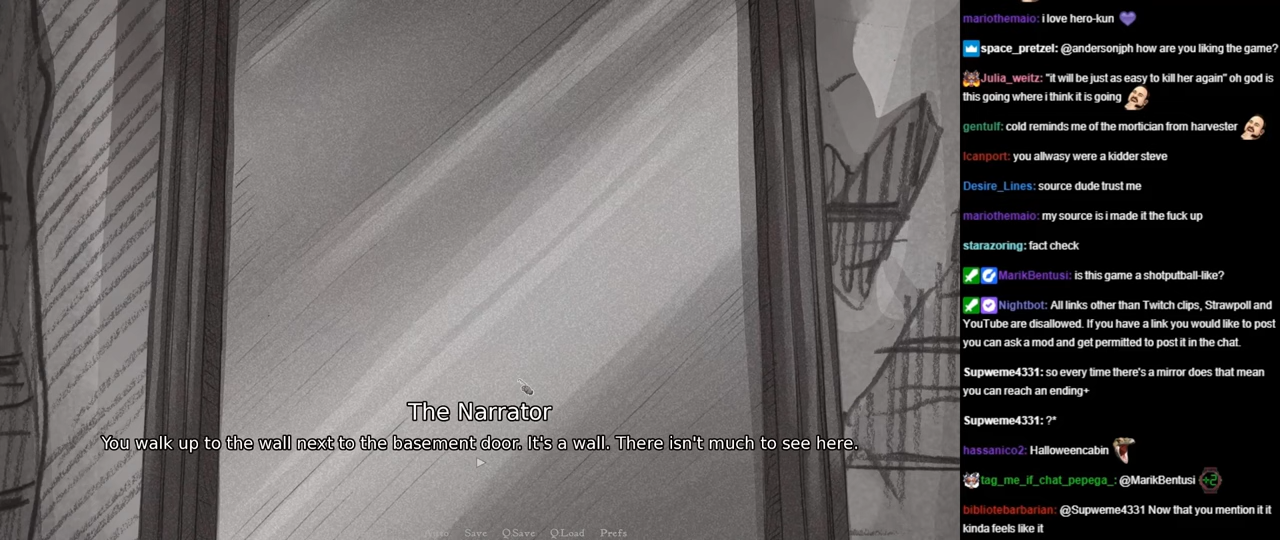 The Narrator
You walk up to the wall next to the basement door. It's a wall. There isn't much to see here.
Auto Save Q.Save Q.Load Prefs
mariothemaio: i love hero-kun
space_pretzel: @andersonjph how are you liking the game?
Julia_weitz: "it will be just as easy to kill her again" oh god is
this going where i think it is going
gentulf: cold reminds me of the mortician from harvester
lcanport: you allwasy were a kidder steve
Desire_Lines: source dude trust me
mariothemaio: my source is i made it the fuck up
starazoring: fact check
MarikBentusi: is this game a shotputball-like?
Nightbot: All links other than Twitch clips, Strawpoll and
YouTube are disallowed. If you have a link you would like to post
you can ask a mod and get permitted to post it in the chat.
Supweme4331: so every time there's a mirror does that mean
you can reach an ending+
Supweme4331: ?*
hassanico2: Halloweencabin
tag_me_if_chat_pepega_: @MarikBentusi +2
bibliotebarbarian: @Supweme4331 Now that you mention it it
kinda feels like it